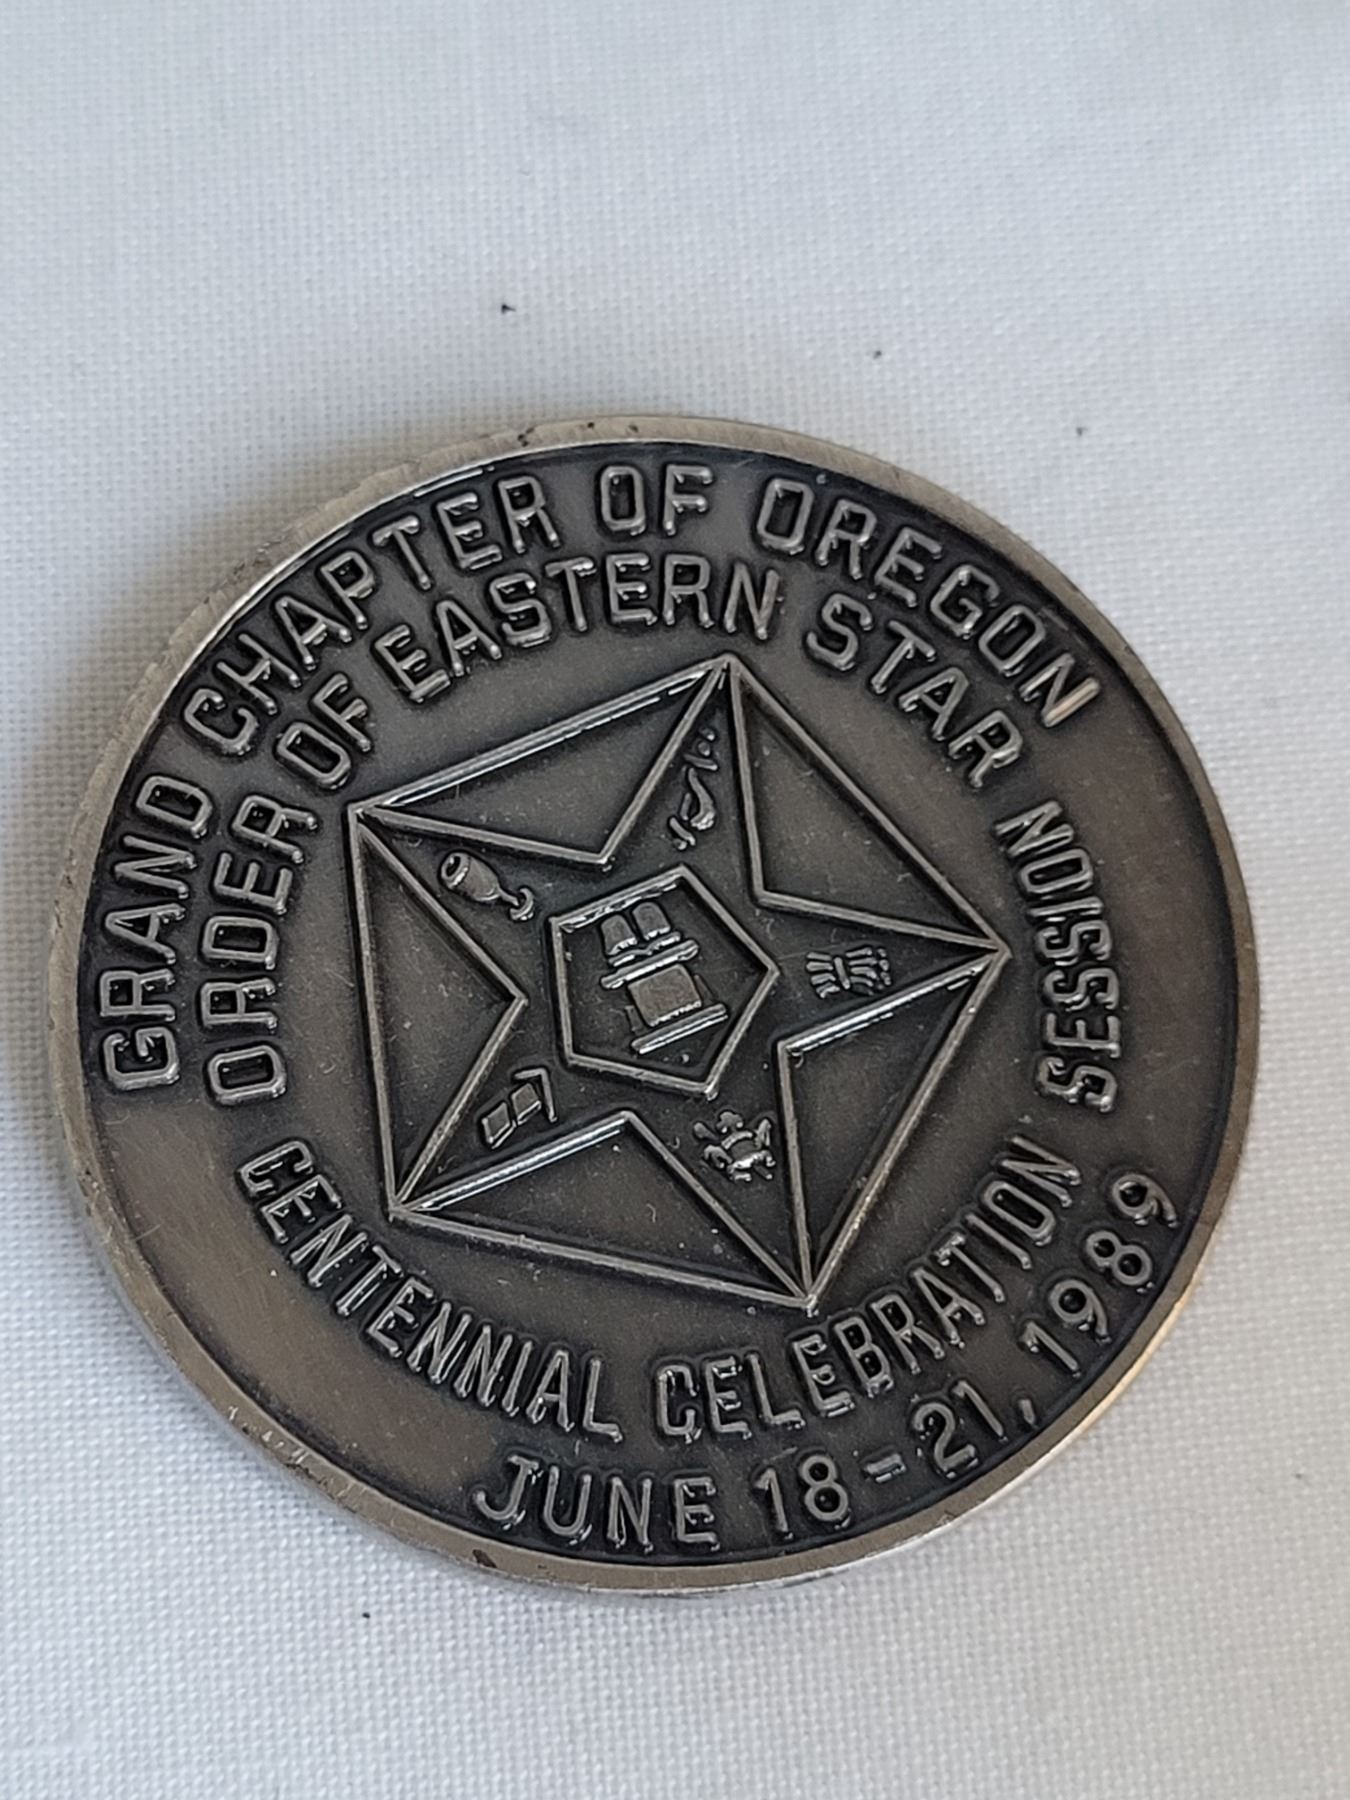 GRAND CHAPTER OF OREGON
ORDER OF EASTERN STAR
CENTENNIAL CELEBRATION SESSION
JUNE 18-21, 1989